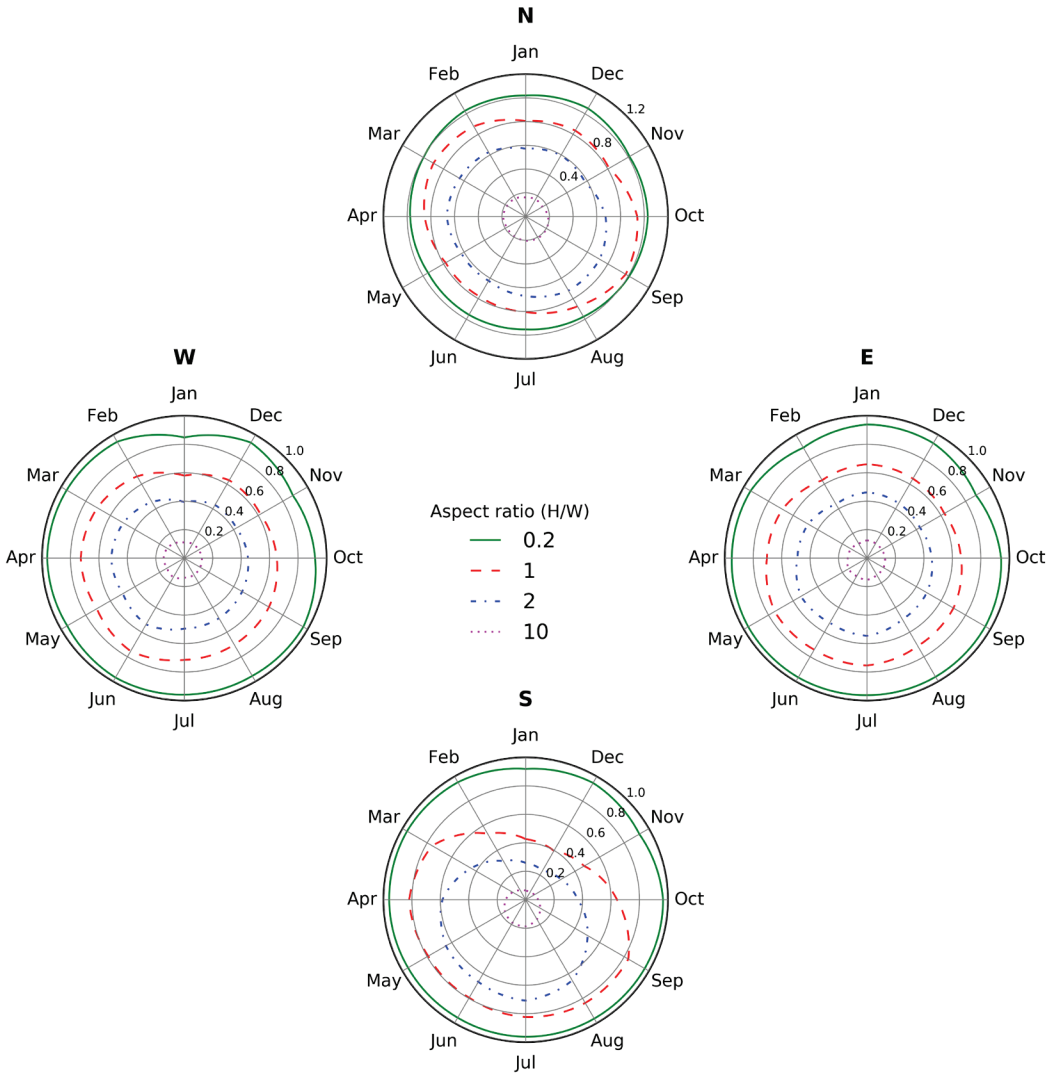 N
Jan
Feb
Dec
1.2
Mar
Nov
0.8
0.4
Apr
Oct
May
Sep
Jun
Aug
Jul
W
Jan
Feb
Dec
1.0
Mar
0.8
Nov
0.6
0.4
0.2
Apr
Oct
May
Sep
Jun
Aug
Jul
E
Jan
Feb
Dec
1.0
Mar
0.8
Nov
0.6
0.4
0.2
Apr
Oct
May
Sep
Jun
Aug
Jul
Aspect ratio (H/W)
0.2
1
2
10
S
Jan
Feb
Dec
1.0
Mar
0.8
Nov
0.6
0.4
0.2
Apr
Oct
May
Sep
Jun
Aug
Jul